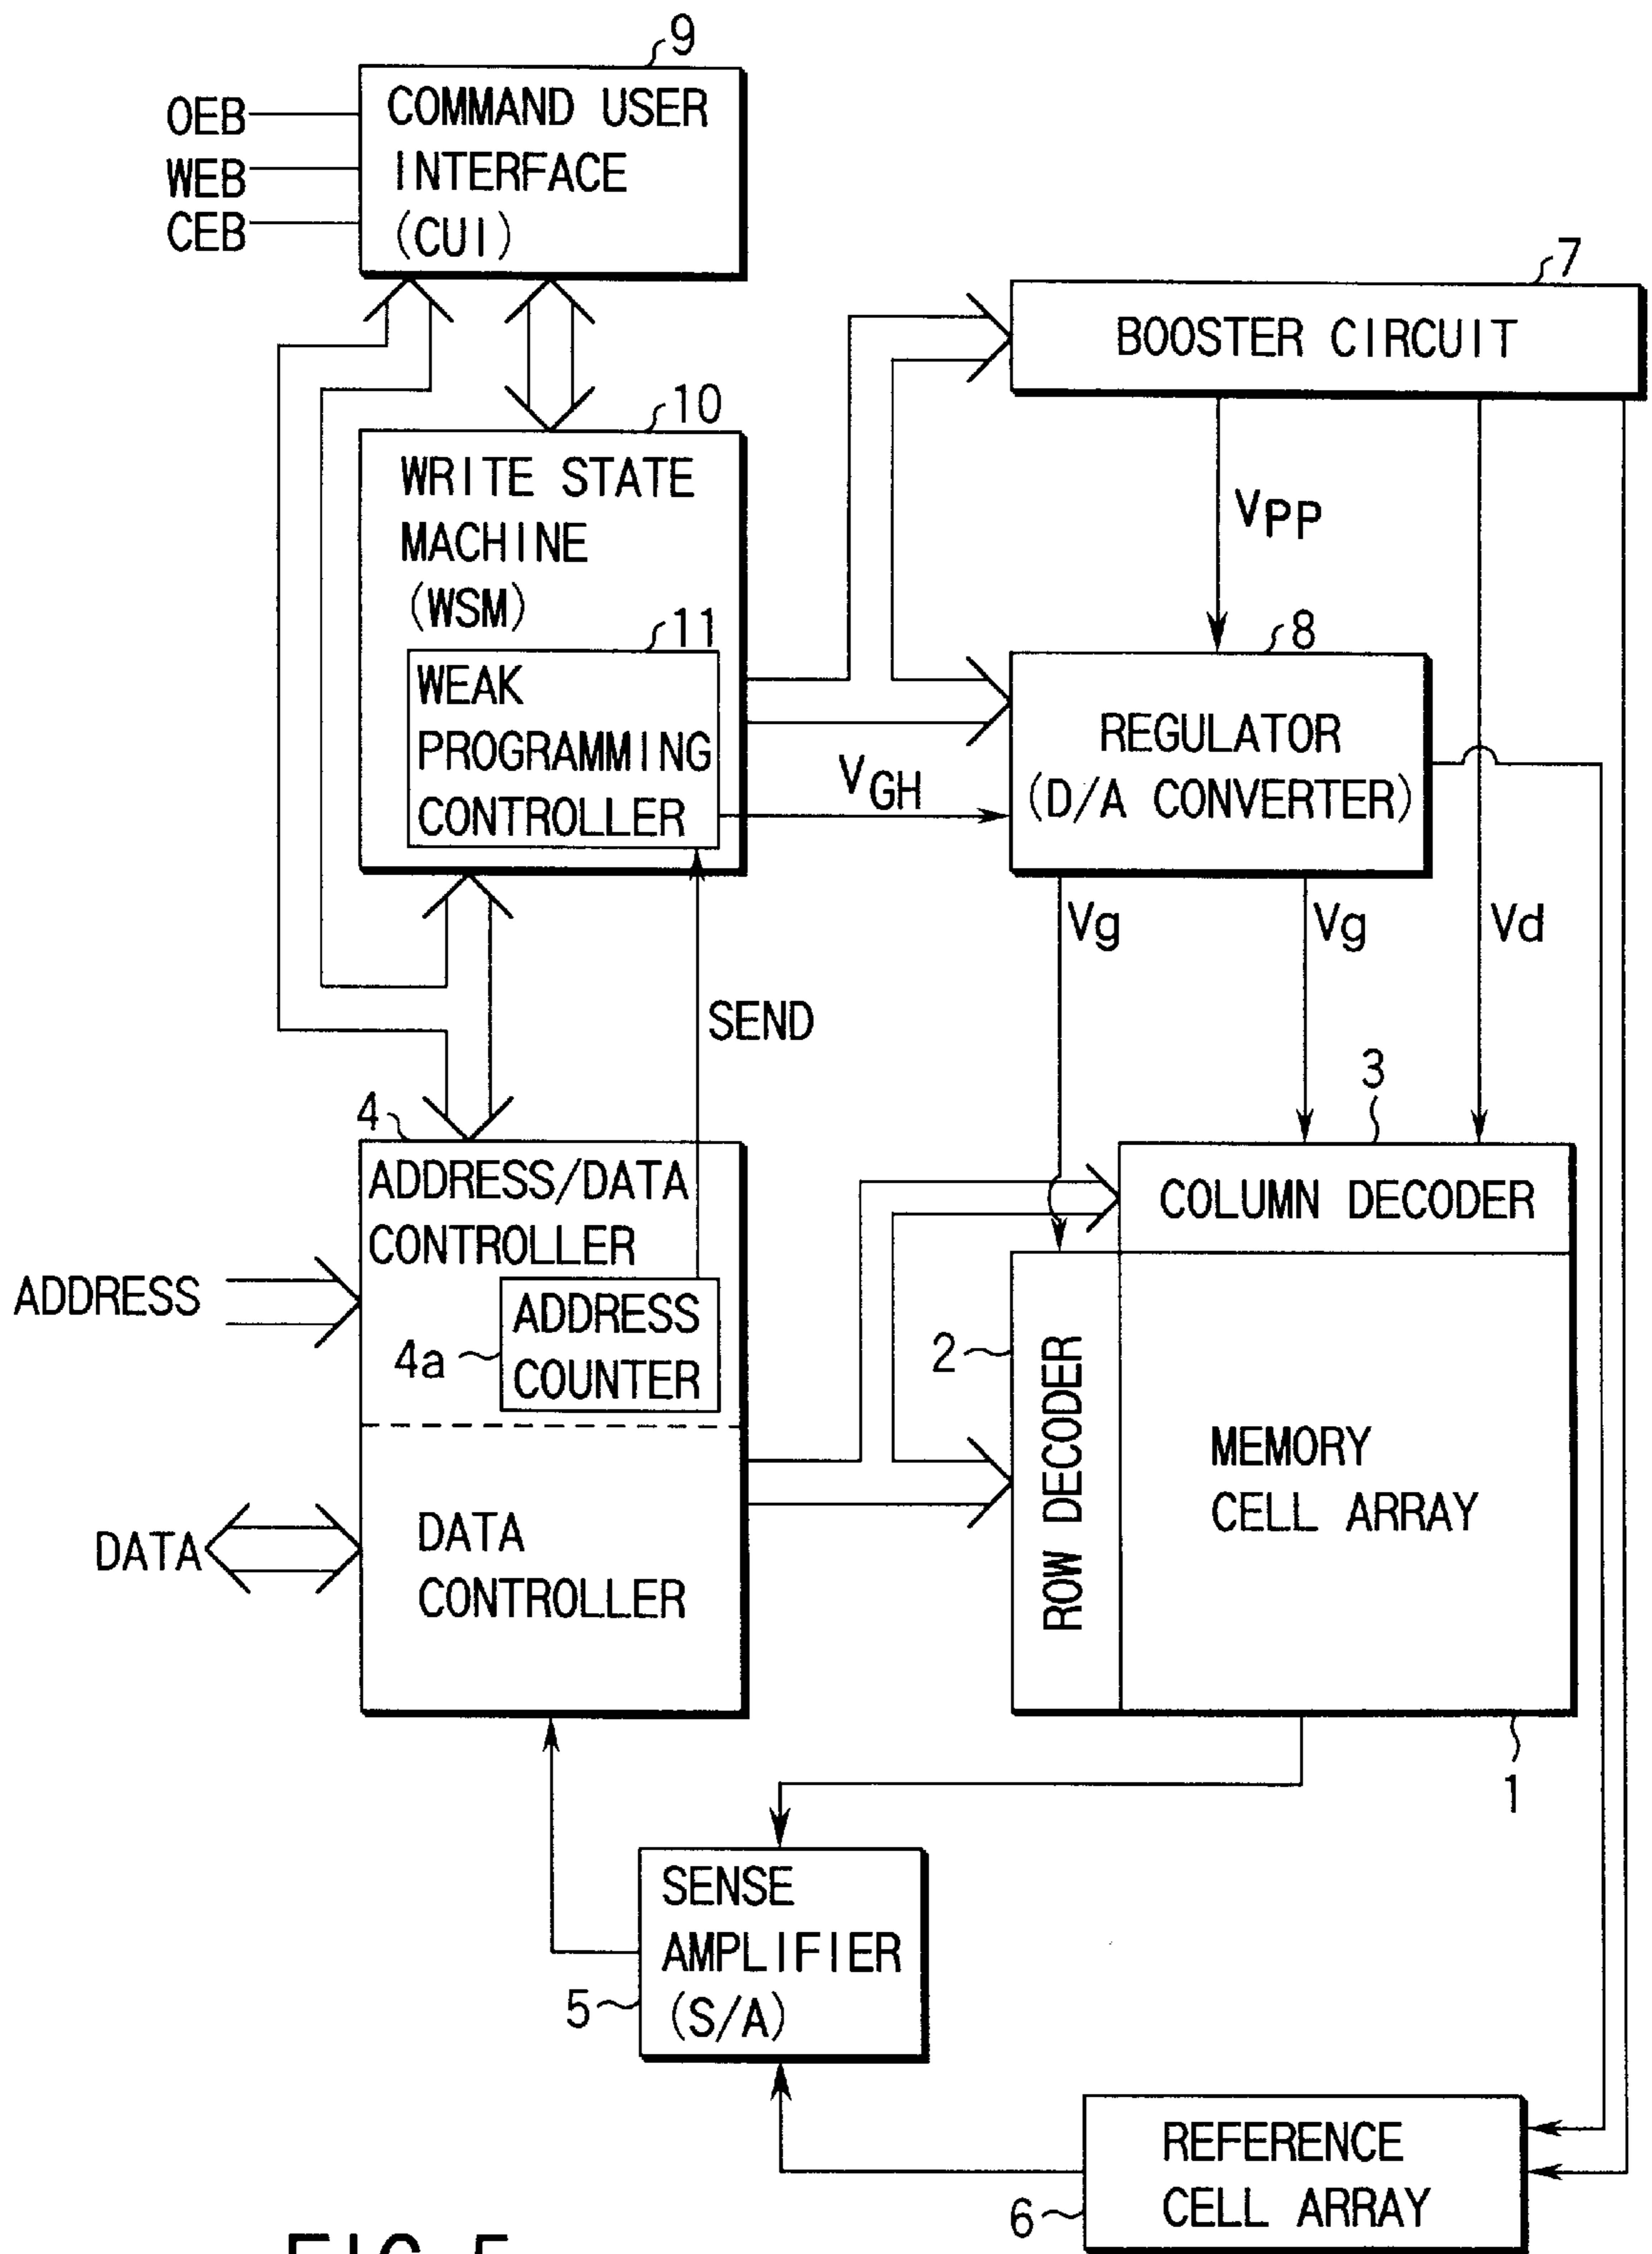 9
OEB
WEB
CEB
COMMAND USER
INTERFACE
(CUI)
7
BOOSTER CIRCUIT
10
WRITE STATE
MACHINE
(WSM)
11
WEAK
PROGRAMMING
CONTROLLER
VPP
8
REGULATOR
(D/A CONVERTER)
VGH
Vg
Vg
Vd
SEND
3
COLUMN DECODER
4
ADDRESS/DATA
CONTROLLER
ADDRESS
4a
ADDRESS
COUNTER
2
ROW DECODER
MEMORY
CELL ARRAY
DATA
DATA
CONTROLLER
1
SENSE
AMPLIFIER
(S/A)
5
REFERENCE
CELL ARRAY
6
FIG. 5